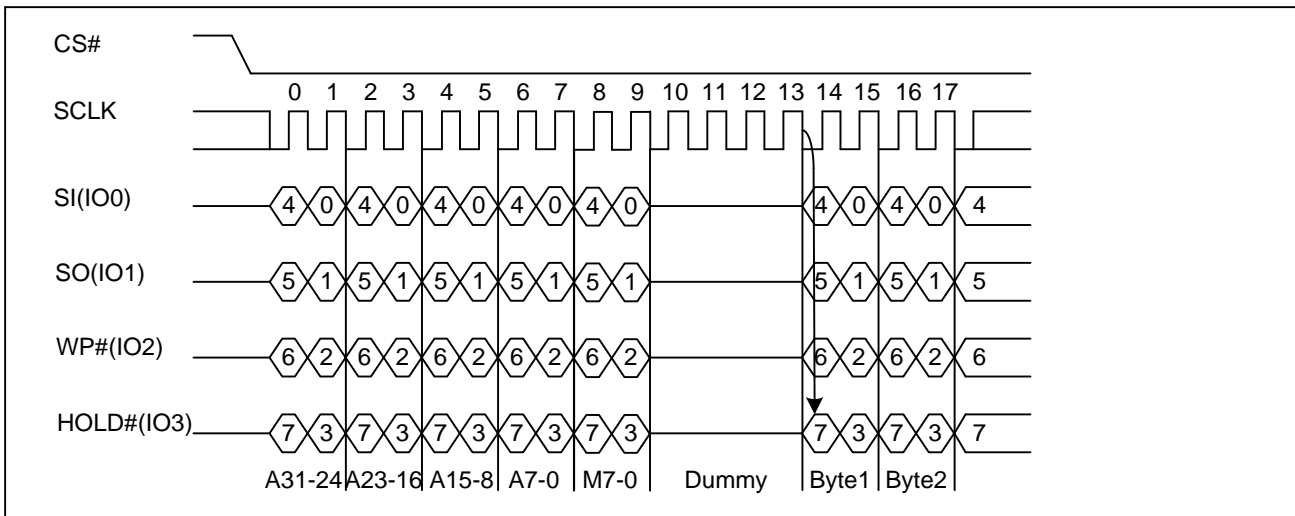 CS#
0 1 2 3 4 5 6 7 8 9 10 11 12 13 14 15 16 17
SCLK
SI(IO0) 4 0 4 0 4 0 4 0 4 0 4 0 4 0 4
SO(IO1) 5 1 5 1 5 1 5 1 5 1 5 1 5 1 5
WP#(IO2) 6 2 6 2 6 2 6 2 6 2 6 2 6 2 6
HOLD#(IO3) 7 3 7 3 7 3 7 3 7 3 7 3 7 3 7
A31-24 A23-16 A15-8 A7-0 M7-0 Dummy Byte1 Byte2